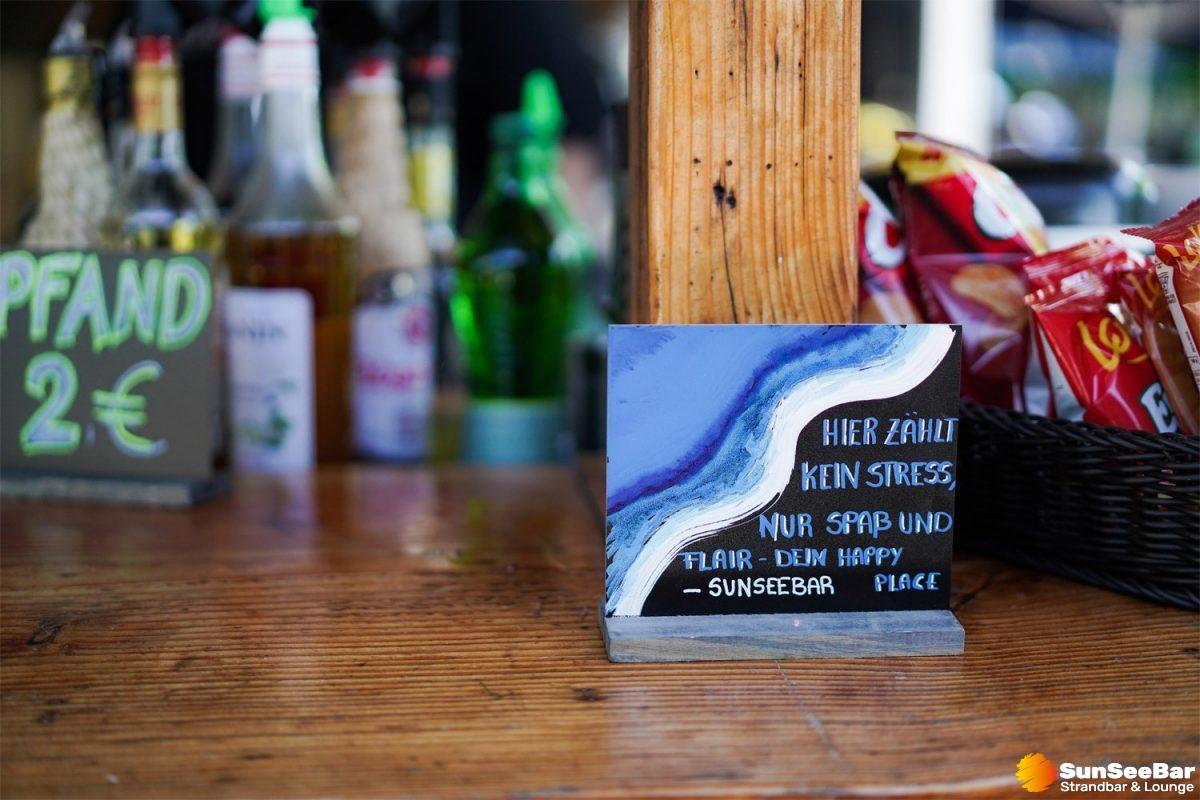 PFAND
2 €
HIER ZÄHLT
KEIN STRESS,
NUR SPAß UND
FLAIR - DEIN HAPPY
PLACE
— SUNSEEBAR
SunSeeBar
Strandbar & Lounge